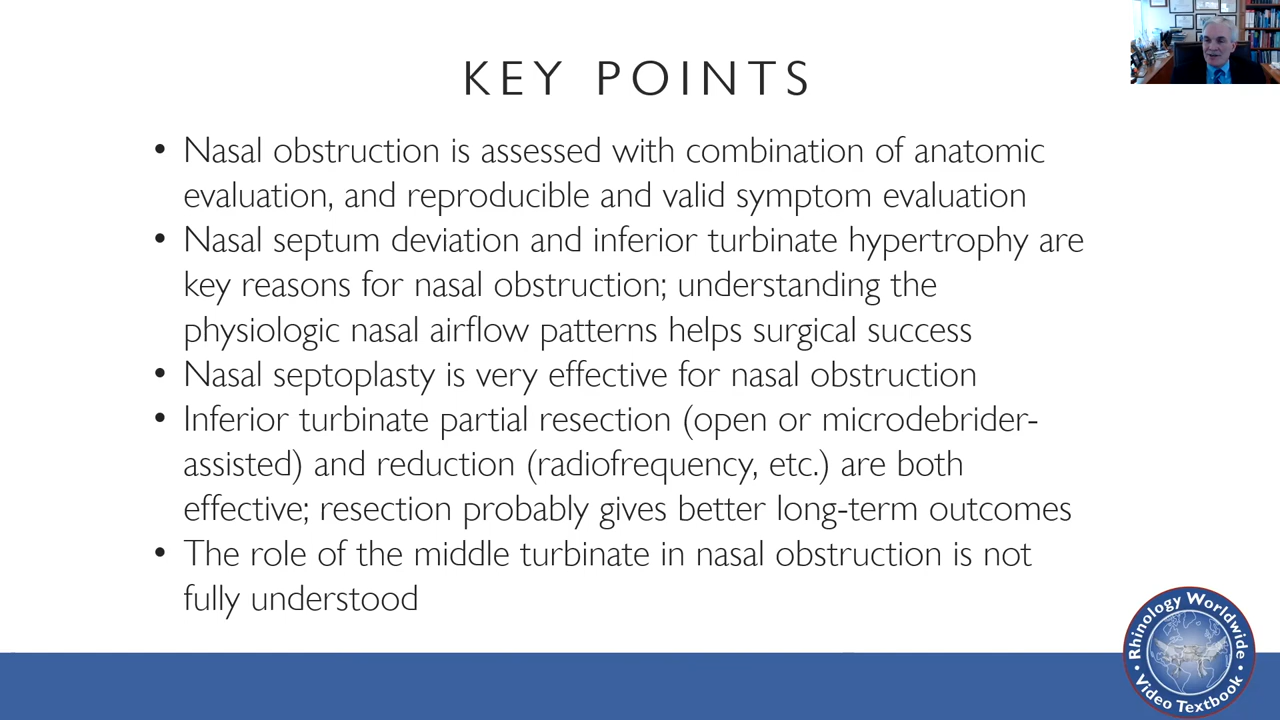 KEY POINTS
• Nasal obstruction is assessed with combination of anatomic
evaluation, and reproducible and valid symptom evaluation
• Nasal septum deviation and inferior turbinate hypertrophy are
key reasons for nasal obstruction; understanding the
physiologic nasal airflow patterns helps surgical success
• Nasal septoplasty is very effective for nasal obstruction
• Inferior turbinate partial resection (open or microdebrider-
assisted) and reduction (radiofrequency, etc.) are both
effective; resection probably gives better long-term outcomes
• The role of the middle turbinate in nasal obstruction is not
fully understood
Rhinology Worldwide
• Video Textbook •